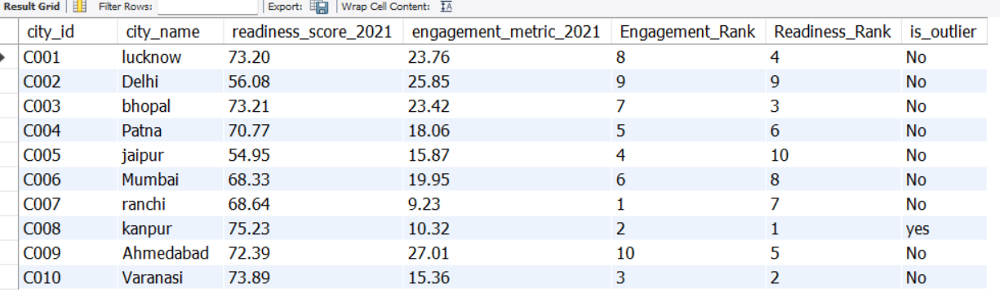 Result Grid Filter Rows: Export: Wrap Cell Content:
city_id city_name readiness_score_2021 engagement_metric_2021 Engagement_Rank Readiness_Rank is_outlier
C001 lucknow 73.20 23.76 8 4 No
C002 Delhi 56.08 25.85 9 9 No
C003 bhopal 73.21 23.42 7 3 No
C004 Patna 70.77 18.06 5 6 No
C005 jaipur 54.95 15.87 4 10 No
C006 Mumbai 68.33 19.95 6 8 No
C007 ranchi 68.64 9.23 1 7 No
C008 kanpur 75.23 10.32 2 1 yes
C009 Ahmedabad 72.39 27.01 10 5 No
C010 Varanasi 73.89 15.36 3 2 No